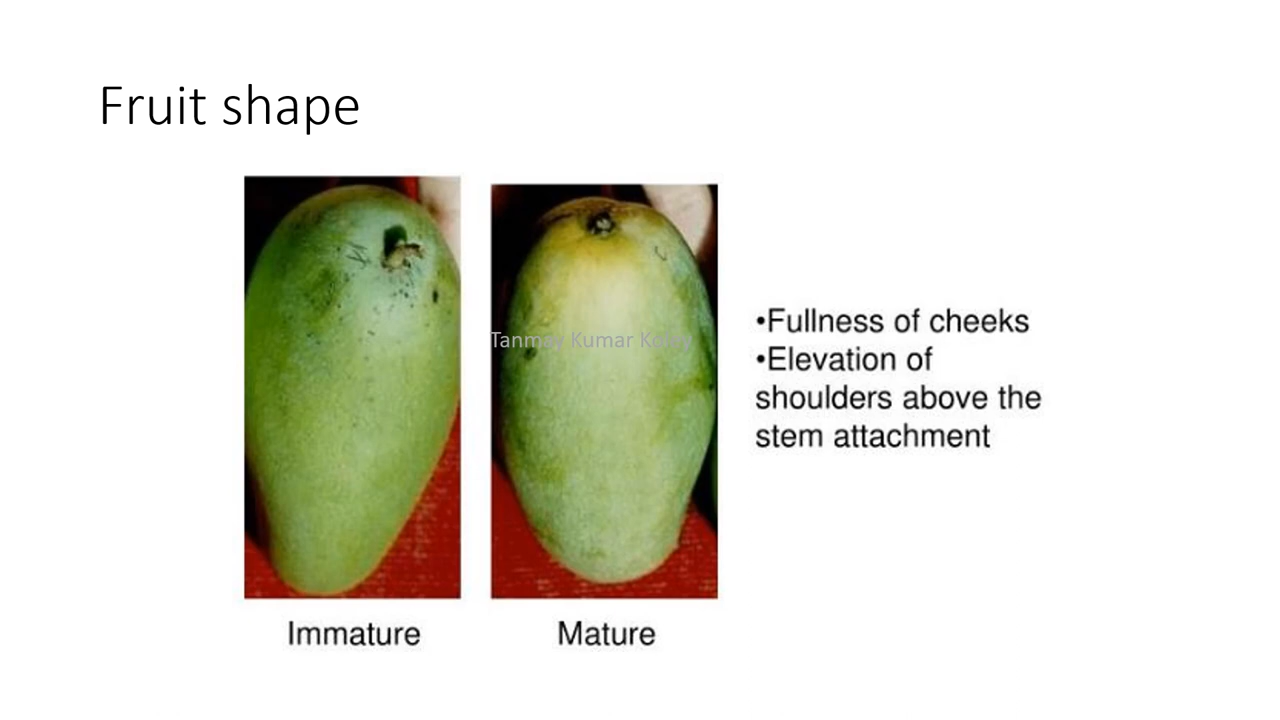 Fruit shape
Tanmay Kumar Koley
•Fullness of cheeks
•Elevation of
shoulders above the
stem attachment
Immature
Mature